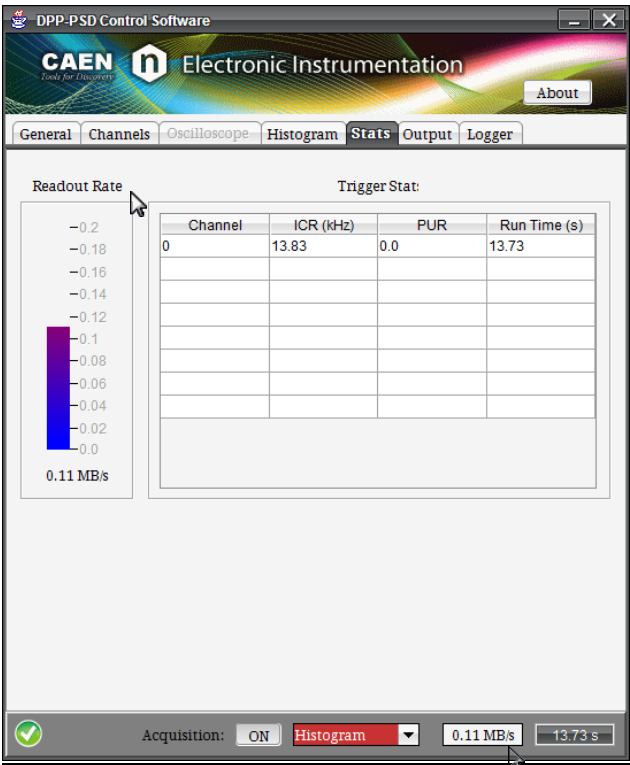 DPP-PSD Control Software
CAEN n Electronic Instrumentation
Tools for Discovery
About
General Channels Oscilloscope Histogram Stats Output Logger
Readout Rate
Trigger Stat:
Channel ICR (kHz) PUR Run Time (s)
0 13.83 0.0 13.73
0.2
0.18
0.16
0.14
0.12
0.1
0.08
0.06
0.04
0.02
0.0
0.11 MB/s
Acquisition: ON Histogram 0.11 MB/s 13.73 s